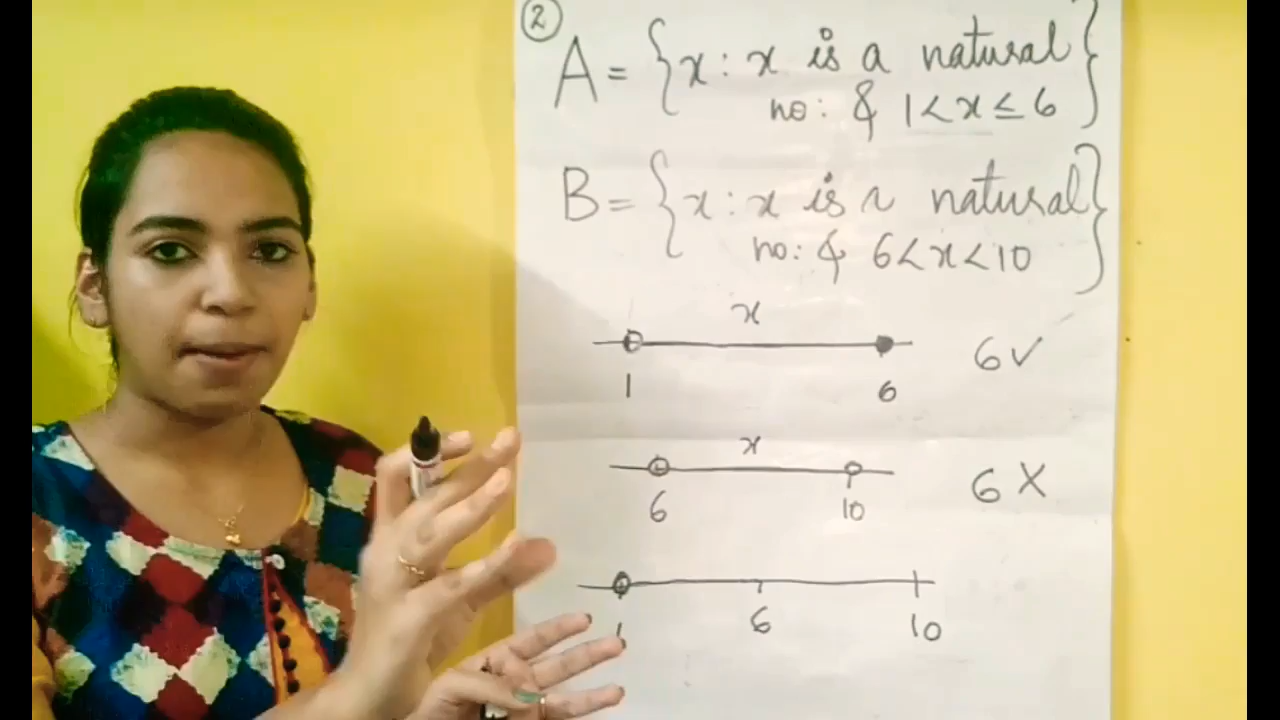 ②
A = {x : x is a natural
no: & 1 < x ≤ 6}
B = {x : x is a natural
no: & 6 < x < 10}
x
1 6 6 ✓
x
6 10 6 X
1 6 10